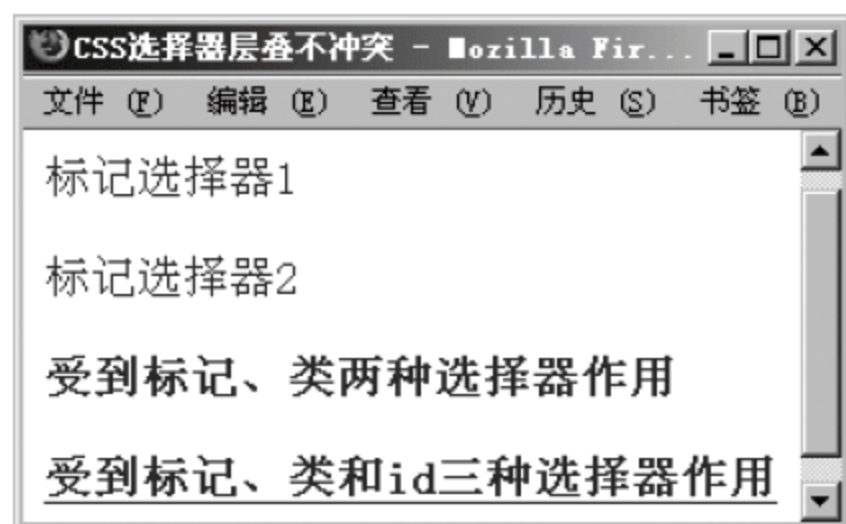 CSS选择器层叠不冲突 - Mozilla Fir...
文件 (F) 编辑 (E) 查看 (V) 历史 (S) 书签 (B)
标记选择器1
标记选择器2
受到标记、类两种选择器作用
受到标记、类和id三种选择器作用